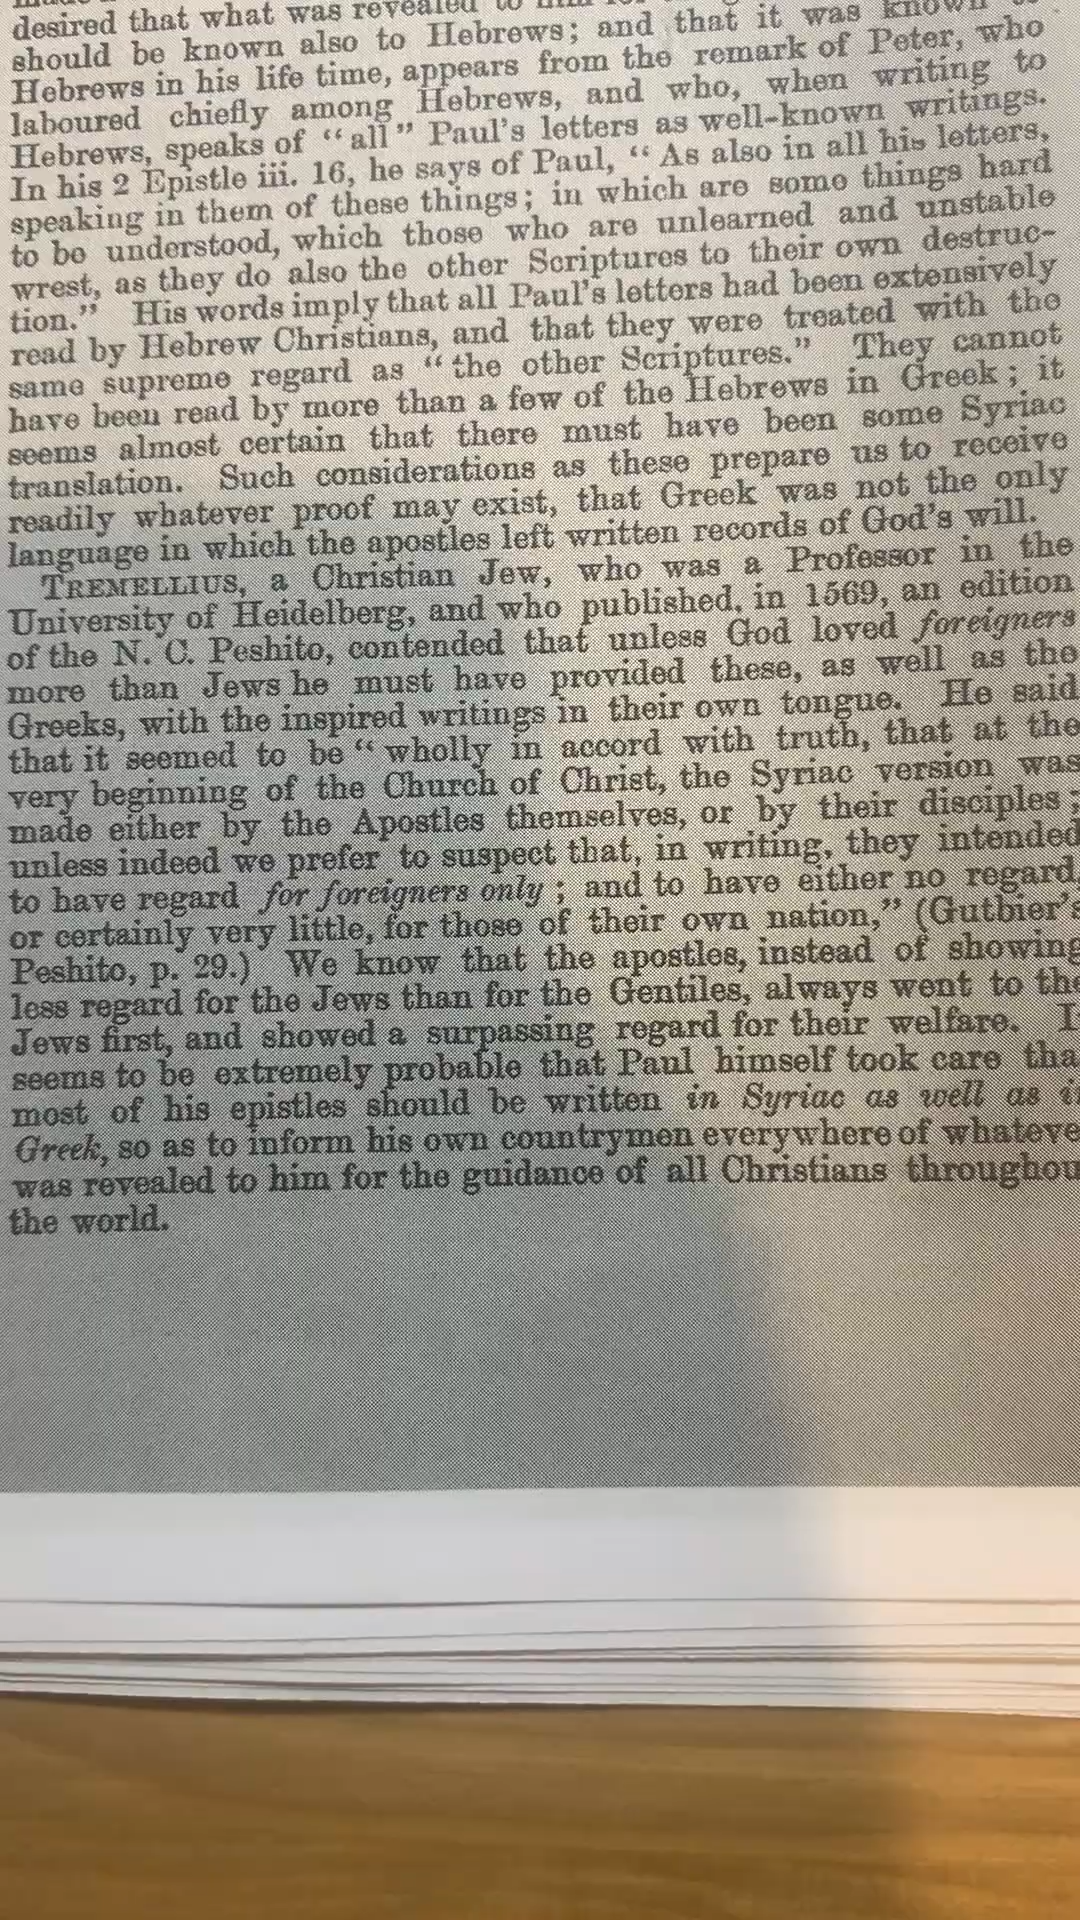 desired that what was revealed to him
should be known also to Hebrews; and that it was known
Hebrews in his life time, appears from the remark of Peter, who
laboured chiefly among Hebrews, and who, when writing to
Hebrews, speaks of “all” Paul's letters as well-known writings.
In his 2 Epistle iii. 16, he says of Paul, “As also in all his letters,
speaking in them of these things; in which are some things hard
to be understood, which those who are unlearned and unstable
wrest, as they do also the other Scriptures to their own destruc-
tion.” His words imply that all Paul's letters had been extensively
read by Hebrew Christians, and that they were treated with the
same supreme regard as “the other Scriptures.” They cannot
have been read by more than a few of the Hebrews in Greek; it
seems almost certain that there must have been some Syriac
translation. Such considerations as these prepare us to receive
readily whatever proof may exist, that Greek was not the only
language in which the apostles left written records of God's will.
TREMELLIUS, a Christian Jew, who was a Professor in the
University of Heidelberg, and who published, in 1569, an edition
of the N. C. Peshito, contended that unless God loved foreigners
more than Jews he must have provided these, as well as the
Greeks, with the inspired writings in their own tongue. He said
that it seemed to be “wholly in accord with truth, that at the
very beginning of the Church of Christ, the Syriac version was
made either by the Apostles themselves, or by their disciples;
unless indeed we prefer to suspect that, in writing, they intended
to have regard for foreigners only; and to have either no regard,
or certainly very little, for those of their own nation,” (Gutbier's
Peshito, p. 29.) We know that the apostles, instead of showing
less regard for the Jews than for the Gentiles, always went to the
Jews first, and showed a surpassing regard for their welfare. I
seems to be extremely probable that Paul himself took care tha
most of his epistles should be written in Syriac as well as i
Greek, so as to inform his own countrymen everywhere of whateve
was revealed to him for the guidance of all Christians throughou
the world.